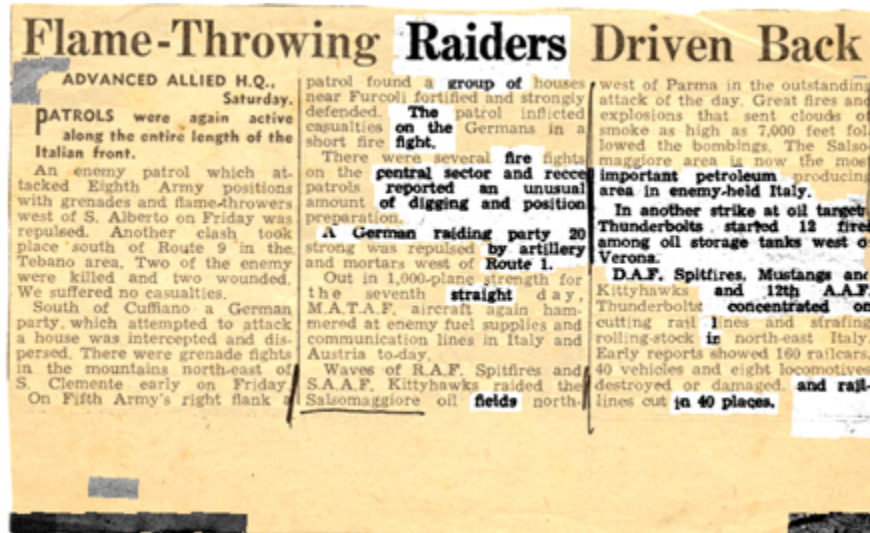 Flame-Throwing Raiders Driven Back
ADVANCED ALLIED H.Q.,
Saturday.
PATROLS were again active
along the entire length of the
Italian front.
An enemy patrol which at-
tacked Eighth Army positions
with grenades and flame-throwers
west of S. Alberto on Friday was
repulsed. Another clash took
place south of Route 9 in the
Tebano area. Two of the enemy
were killed and two wounded.
We suffered no casualties.
South of Cuffiano a German
party, which attempted to attack
a house was intercepted and dis-
persed. There were grenade fights
in the mountains north-east of
S. Clemente early on Friday.
On Fifth Army's right flank a
patrol found a group of houses
near Furcoli fortified and strongly
defended. The patrol inflicted
casualties on the Germans in a
short fire fight.
There were several fire fights
on the central sector and recce
patrols reported an unusual
amount of digging and position
preparation.
A German raiding party 20
strong was repulsed by artillery
and mortars west of Route 1.
Out in 1,000-plane strength for
the seventh straight day,
M.A.T.A.F. aircraft again ham-
mered at enemy fuel supplies and
communication lines in Italy and
Austria to-day.
Waves of R.A.F. Spitfires and
S.A.A.F. Kittyhawks raided the
Salsomaggiore oil fields north-
west of Parma in the outstanding
attack of the day. Great fires and
explosions that sent clouds of
smoke as high as 7,000 feet fol-
lowed the bombings. The Salso-
maggiore area is now the most
important petroleum producing
area in enemy-held Italy.
In another strike at oil targets
Thunderbolts started 12 fires
among oil storage tanks west of
Verona.
D.A.F. Spitfires, Mustangs and
Kittyhawks and 12th A.A.F.
Thunderbolts concentrated on
cutting rail lines and strafing
rolling-stock in north-east Italy.
Early reports showed 160 railcars,
40 vehicles and eight locomotives
destroyed or damaged, and rail-
lines cut in 40 places.